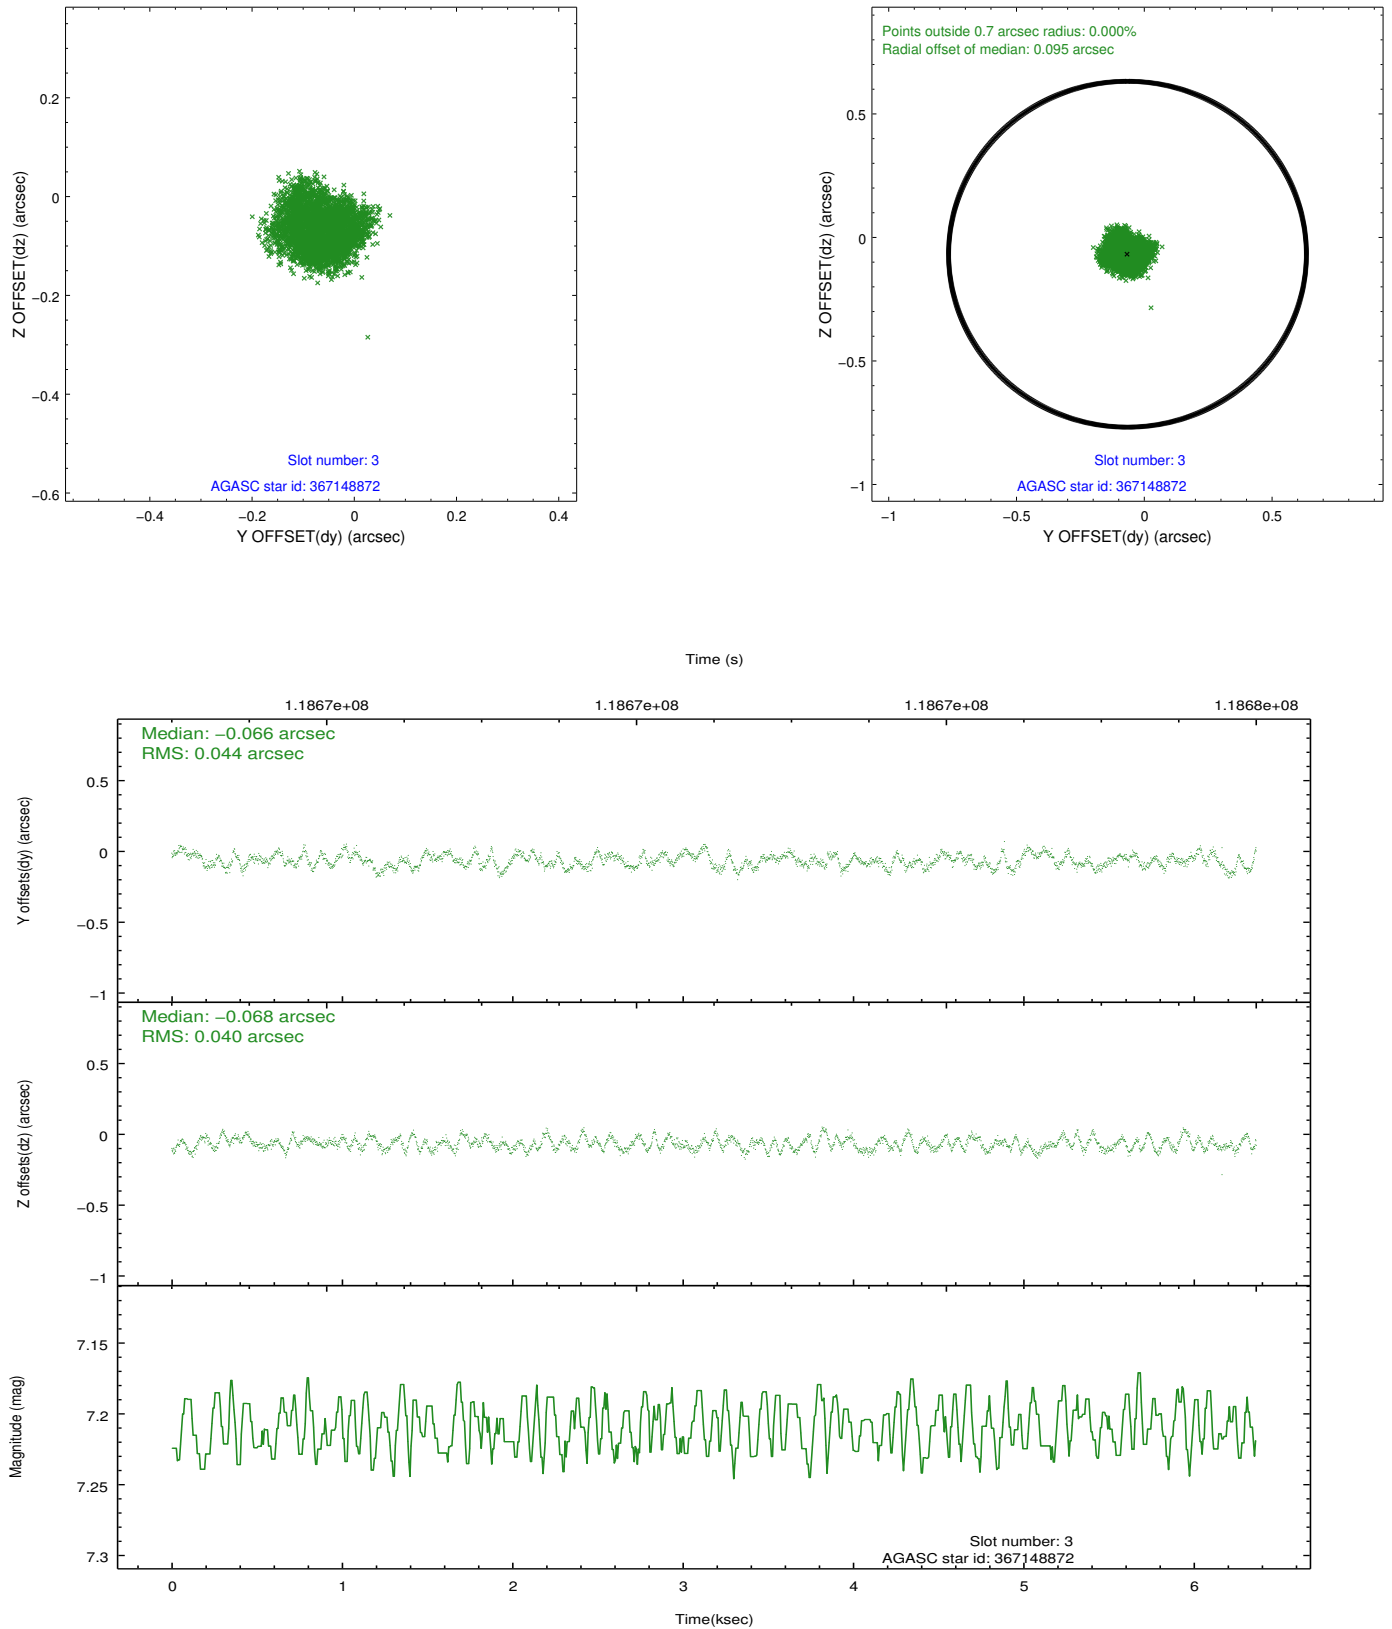 0.2
0
−0.2
−0.4
−0.6
Z OFFSET(dz) (arcsec)
Slot number: 3
AGASC star id: 367148872
−0.4
−0.2
0
0.2
0.4
Y OFFSET(dy) (arcsec)
Points outside 0.7 arcsec radius: 0.000%
Radial offset of median: 0.095 arcsec
0.5
0
−0.5
−1
Z OFFSET(dz) (arcsec)
Slot number: 3
AGASC star id: 367148872
−1
−0.5
0
0.5
Y OFFSET(dy) (arcsec)
Time (s)
1.1867e+08
1.1867e+08
1.1867e+08
1.1868e+08
Median: −0.066 arcsec
RMS: 0.044 arcsec
0.5
0
−0.5
−1
Y offsets(dy) (arcsec)
Median: −0.068 arcsec
RMS: 0.040 arcsec
0.5
0
−0.5
−1
Z offsets(dz) (arcsec)
7.15
7.2
7.25
7.3
Magnitude (mag)
Slot number: 3
AGASC star id: 367148872
0
1
2
3
4
5
6
Time(ksec)